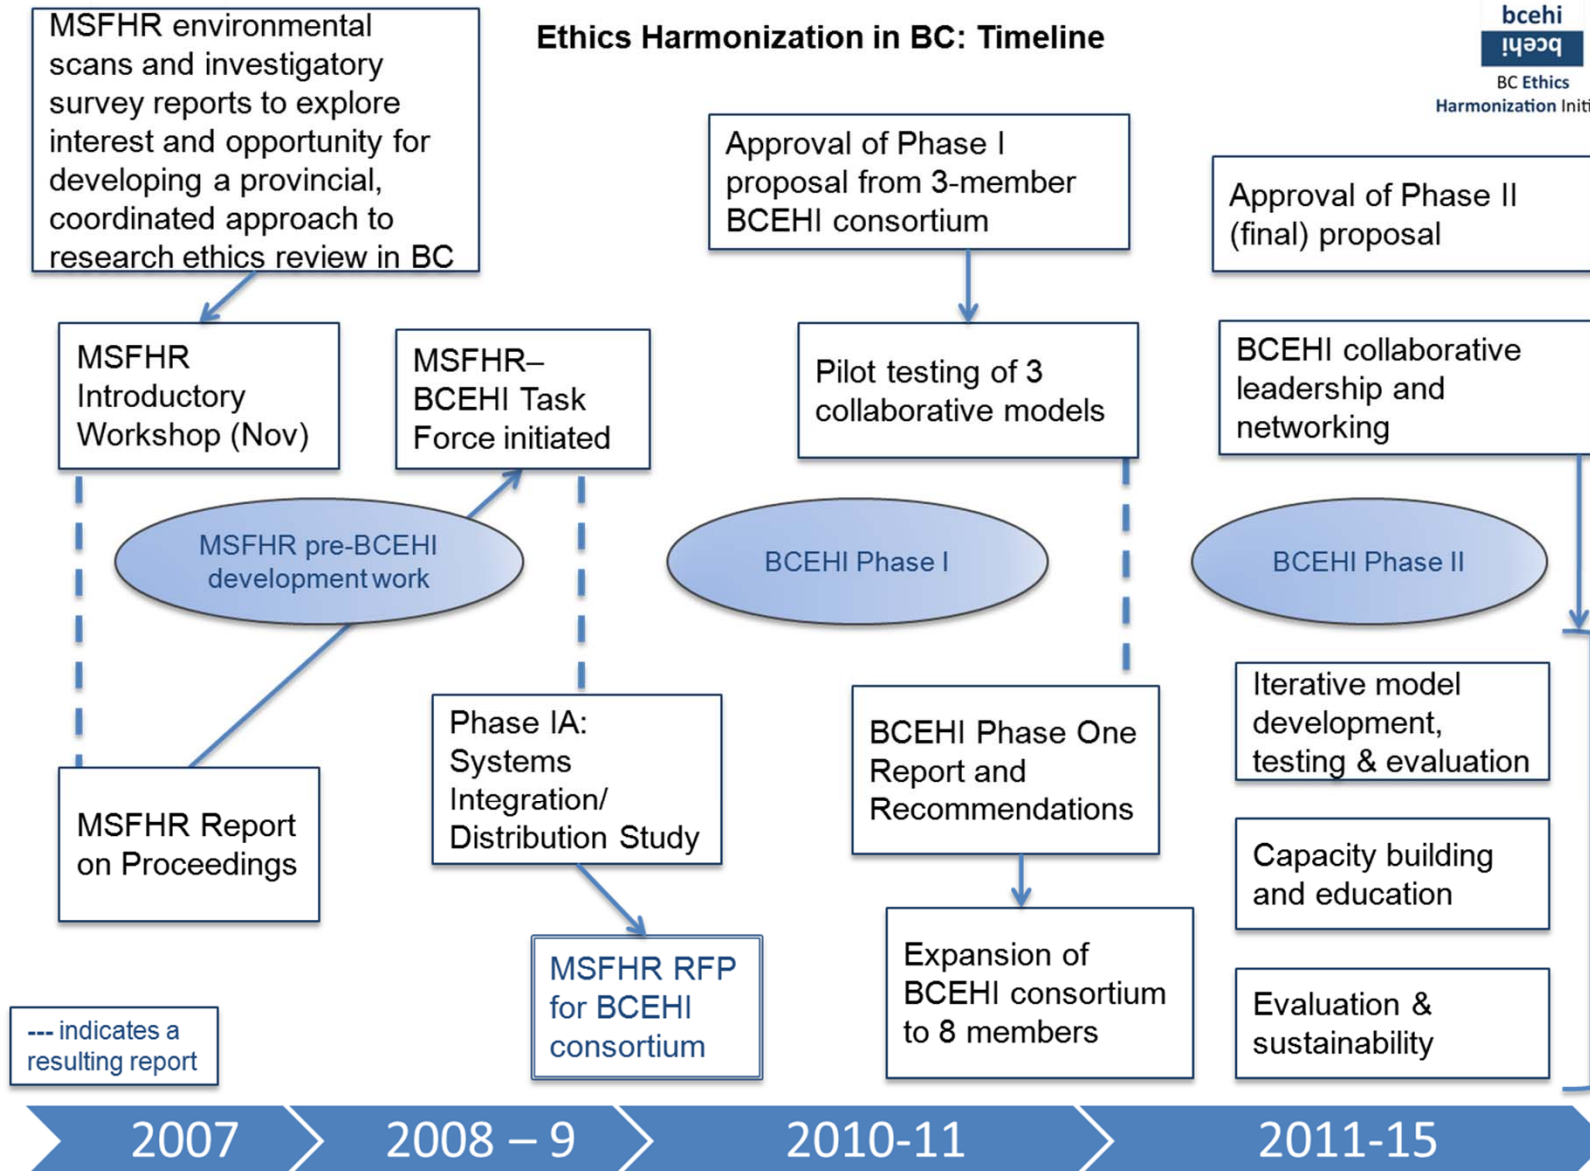 Ethics Harmonization in BC: Timeline
bcehi
bcehi
BC Ethics
Harmonization Initi
MSFHR environmental
scans and investigatory
survey reports to explore
interest and opportunity for
developing a provincial,
coordinated approach to
research ethics review in BC
MSFHR
Introductory
Workshop (Nov)
MSFHR–
BCEHI Task
Force initiated
MSFHR pre-BCEHI
development work
MSFHR Report
on Proceedings
Phase IA:
Systems
Integration/
Distribution Study
MSFHR RFP
for BCEHI
consortium
--- indicates a
resulting report
Approval of Phase I
proposal from 3-member
BCEHI consortium
Pilot testing of 3
collaborative models
BCEHI Phase I
BCEHI Phase One
Report and
Recommendations
Expansion of
BCEHI consortium
to 8 members
Approval of Phase II
(final) proposal
BCEHI collaborative
leadership and
networking
BCEHI Phase II
Iterative model
development,
testing & evaluation
Capacity building
and education
Evaluation &
sustainability
2007
2008 – 9
2010-11
2011-15